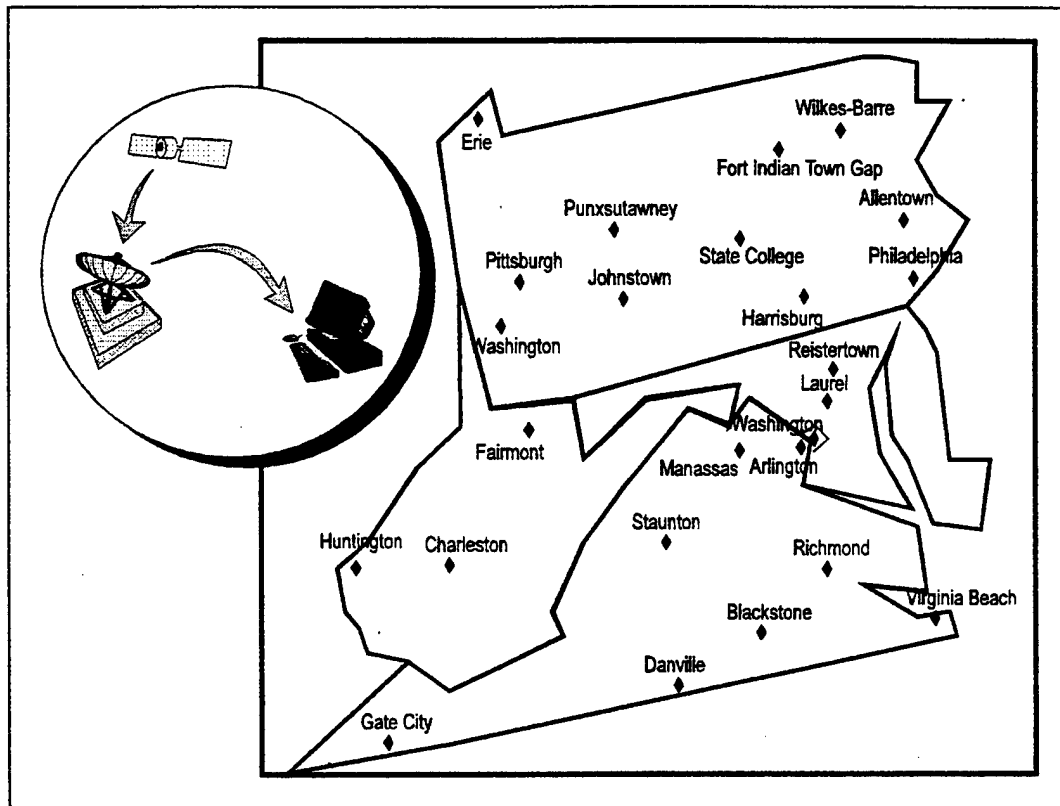 Wilkes-Barre
Erie
Fort Indian Town Gap
Allentown
Punxsutawney
State College
Philadelphia
Pittsburgh
Johnstown
Harrisburg
Washington
Reistertown
Laurel
Washington
Fairmont
Manassas
Arlington
Staunton
Huntington
Charleston
Richmond
Virginia Beach
Blackstone
Danville
Gate City